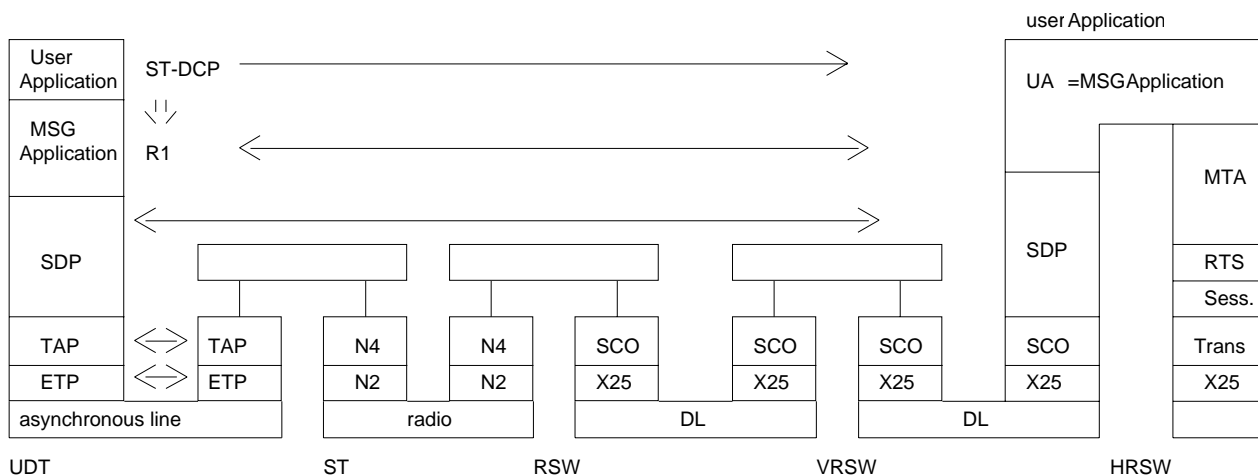 userApplication
User
Application
ST-DCP
UA =MSGApplication
MSG
Application
R1
MTA
SDP
SDP
RTS
Sess.
TAP TAP N4 N4 SCO SCO SCO SCO Trans
ETP ETP N2 N2 X25 X25 X25 X25 X25
asynchronous line radio DL DL
UDT ST RSW VRSW HRSW